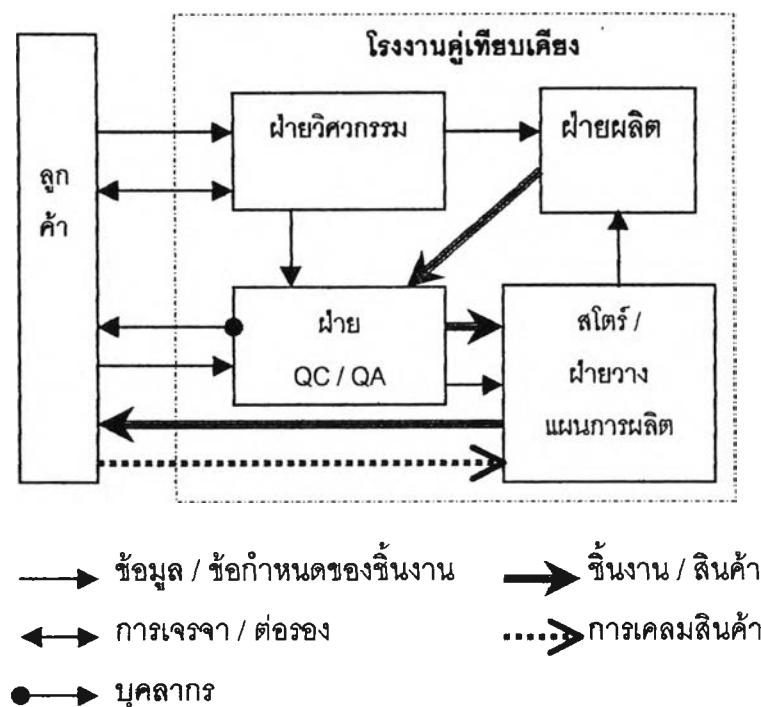 โรงงานคู่เทียบเคียง
ฝ่ายวิศวกรรม
ฝ่ายผลิต
ลูก
ค้า
ฝ่าย
QC / QA
สโตร์ /
ฝ่ายวาง
แผนการผลิต
ข้อมูล / ข้อกำหนดของชิ้นงาน
ชิ้นงาน / สินค้า
การเจรจา / ต่อรอง
การเคลมสินค้า
บุคลากร